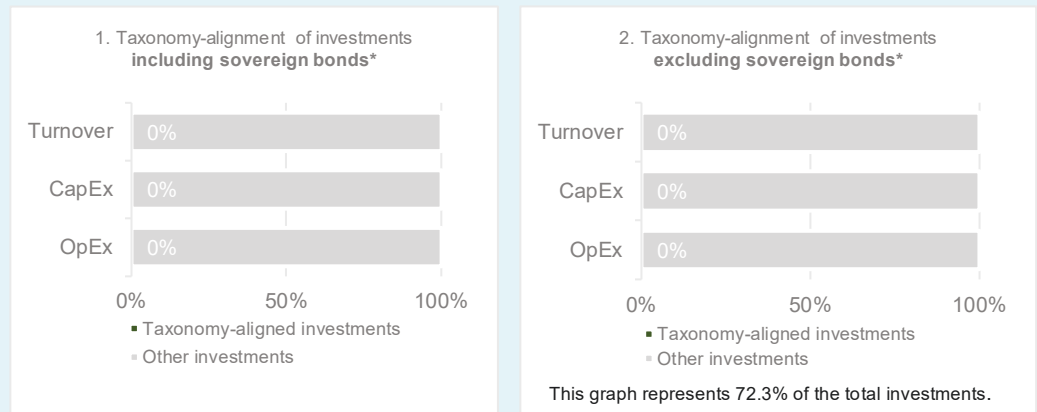 1. Taxonomy-alignment of investments
including sovereign bonds*
Turnover
0%
CapEx
0%
OpEx
0%
0%
50%
100%
Taxonomy-aligned investments
Other investments
2. Taxonomy-alignment of investments
excluding sovereign bonds*
Turnover
0%
CapEx
0%
OpEx
0%
0%
50%
100%
Taxonomy-aligned investments
Other investments
This graph represents 72.3% of the total investments.